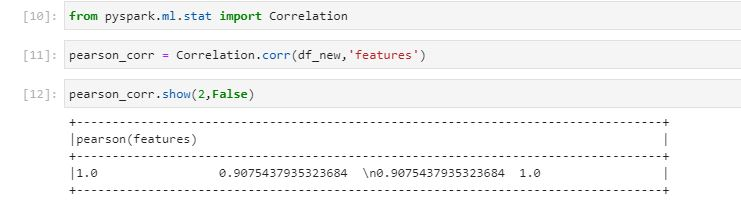 [10]: from pyspark.ml.stat import Correlation
[11]: pearson_corr = Correlation.corr(df_new,'features')
[12]: pearson_corr.show(2,False)
+----------------------------------------------------------------------------------+
|pearson(features)                                                                 |
+----------------------------------------------------------------------------------+
|1.0                 0.9075437935323684  \n0.9075437935323684  1.0                 |
+----------------------------------------------------------------------------------+